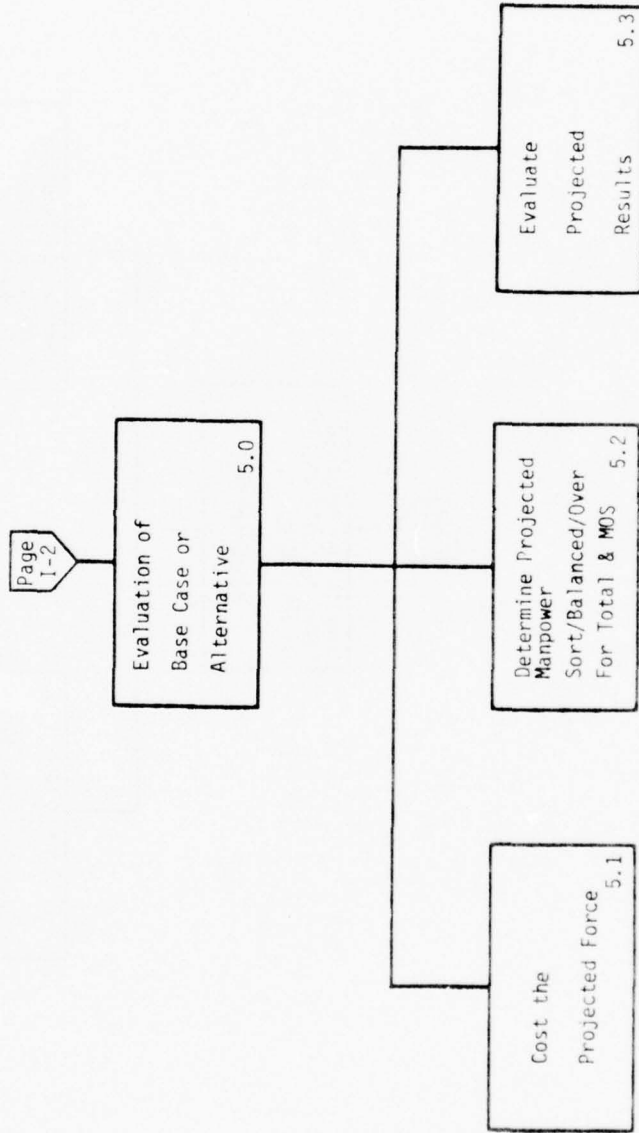 Page
I-2
Evaluation of
Base Case or
Alternative
5.0
Cost the
Projected Force
5.1
Determine Projected
Manpower
Sort/Balanced/Over
For Total & MOS
5.2
Evaluate
Projected
Results
5.3